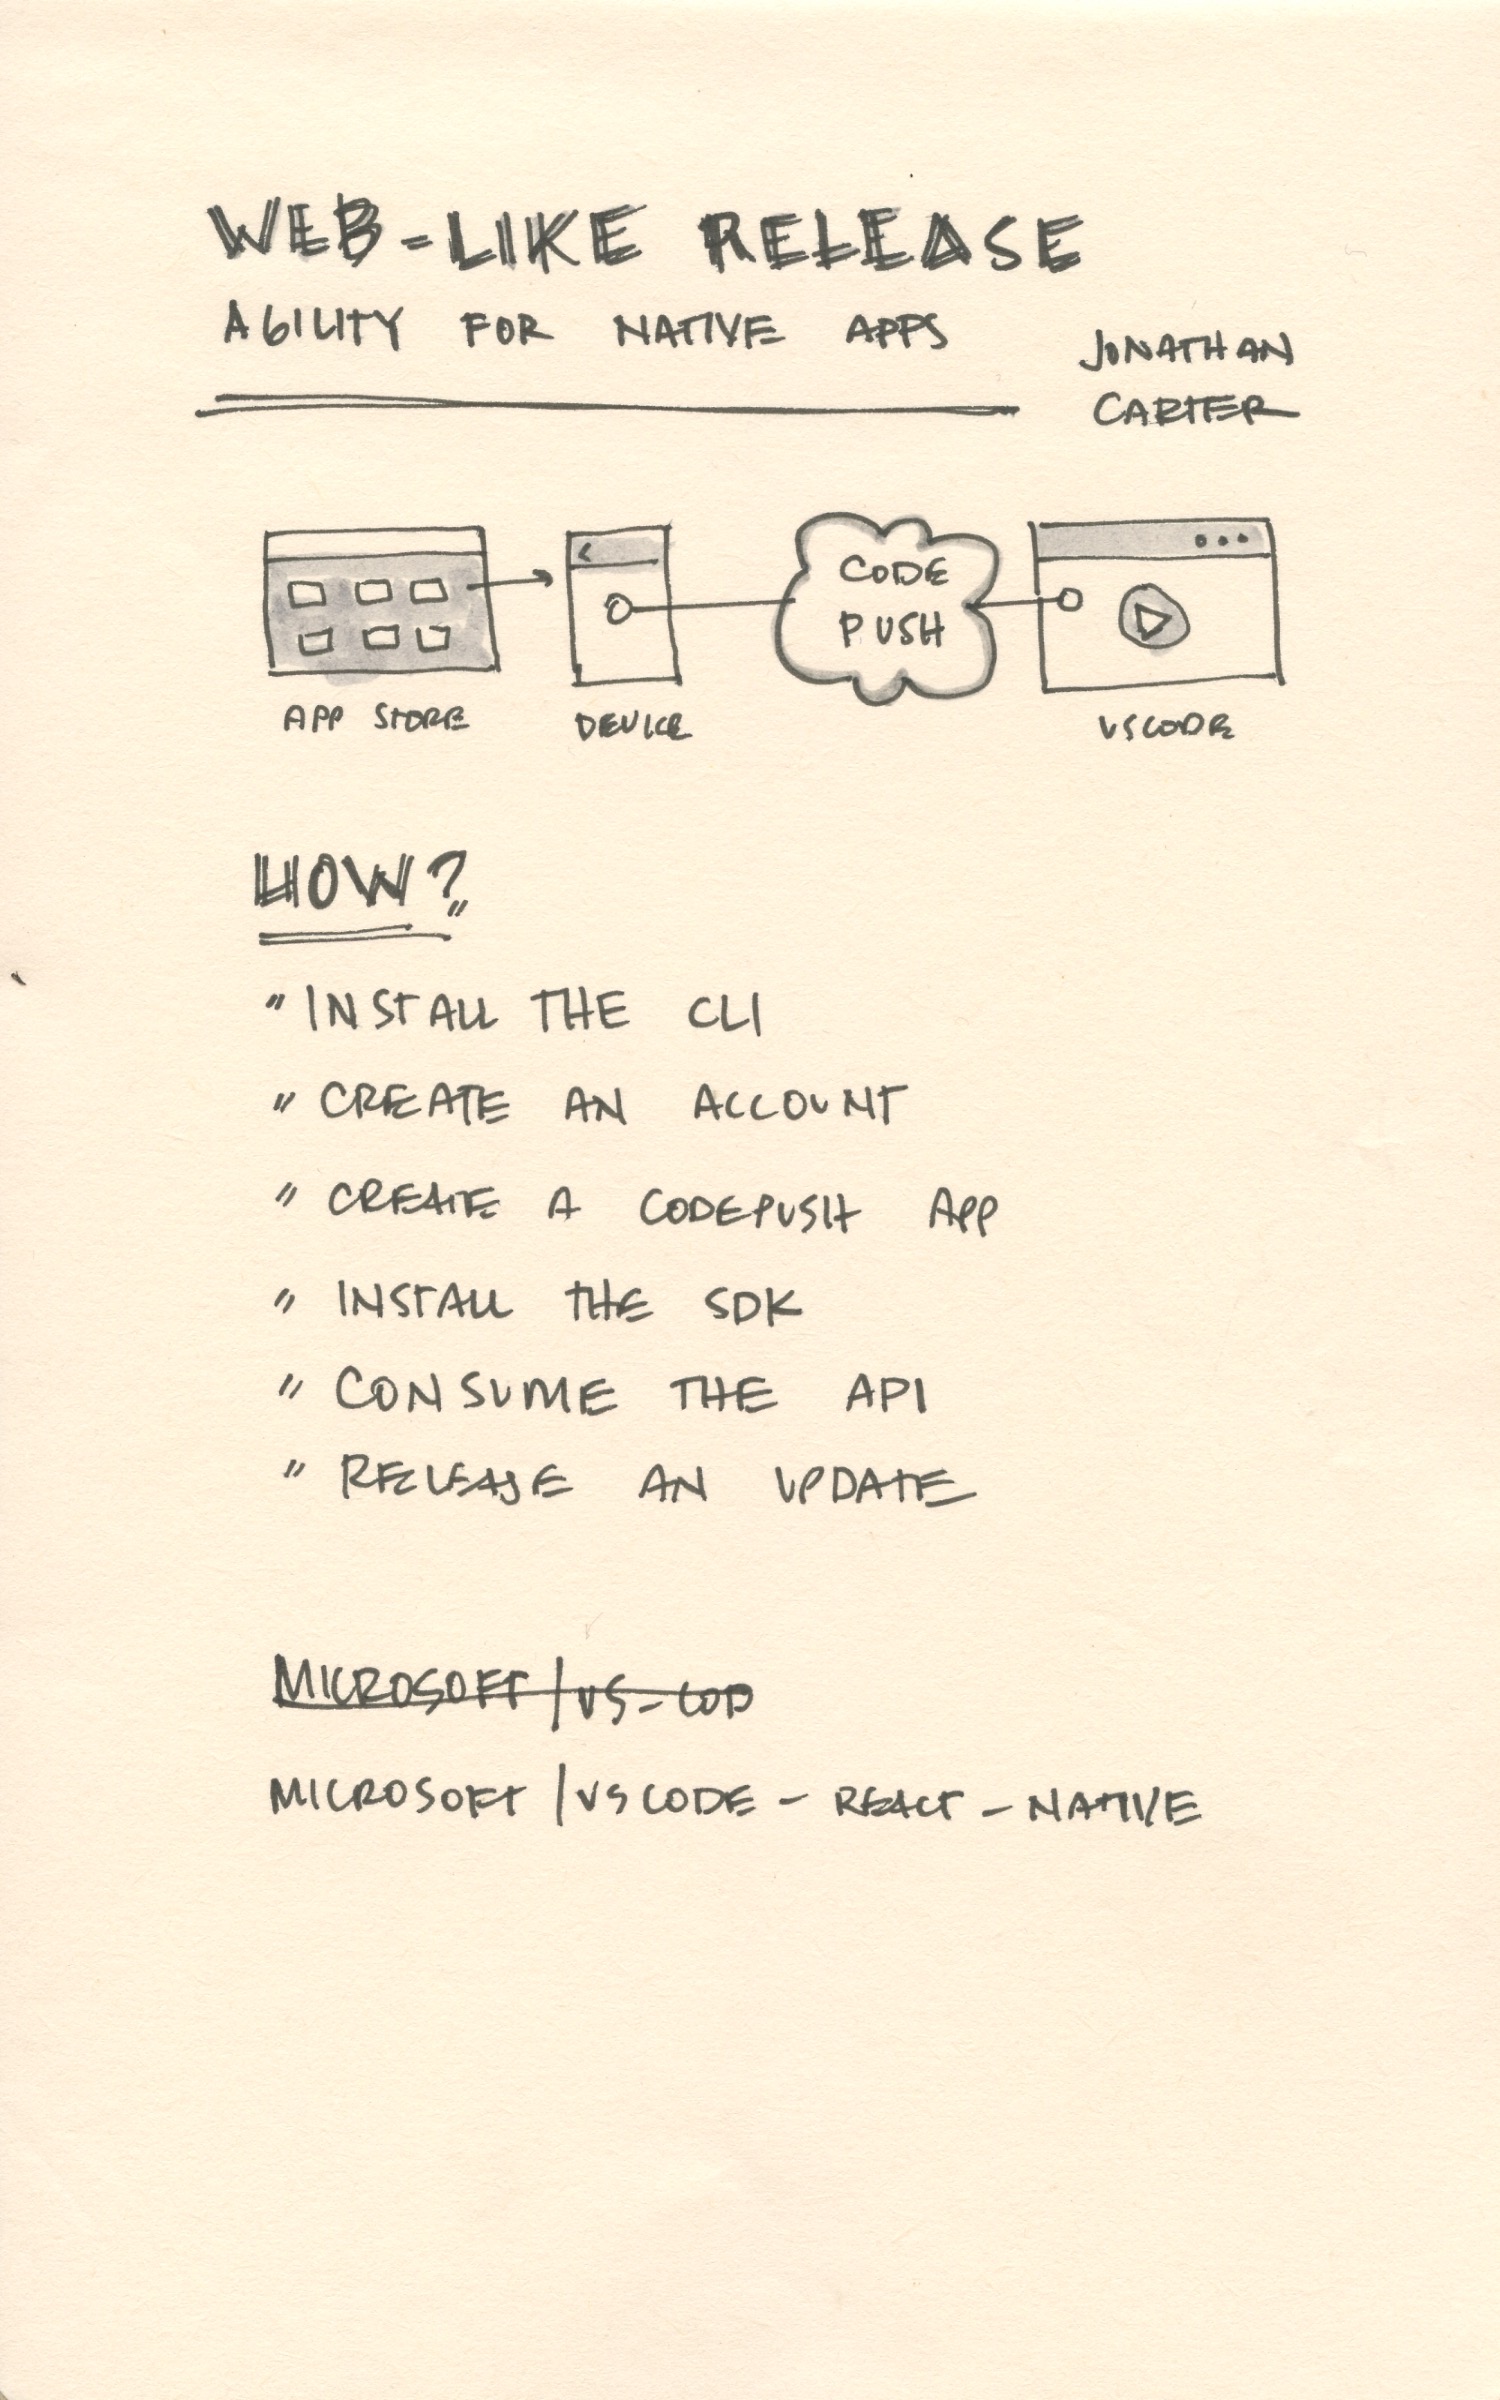 WEB-LIKE RELEASE
AGILITY FOR NATIVE APPS
JONATHAN
CARTER
CODE
PUSH
APP STORE
DEVICE
VSCODE
HOW?
" INSTALL THE CLI
" CREATE AN ACCOUNT
" CREATE A CODEPUSH APP
" INSTALL THE SDK
" CONSUME THE API
" RELEASE AN UPDATE
MICROSOFT/VS-COD
MICROSOFT/VSCODE-REACT-NATIVE